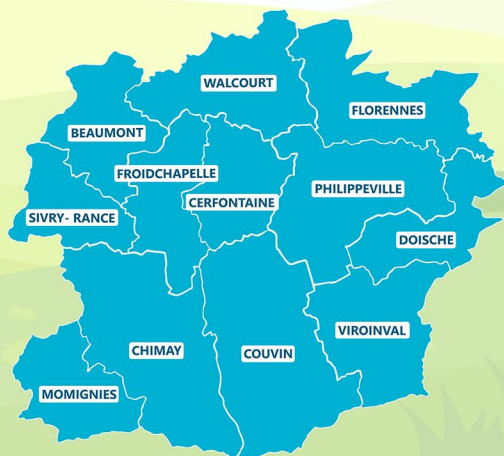 WALCOURT
FLORENNES
BEAUMONT
FROIDCHAPELLE
PHILIPPEVILLE
CERFONTAINE
SIVRY- RANCE
DOISCHE
VIROINVAL
CHIMAY
COUVIN
MOMIGNIES